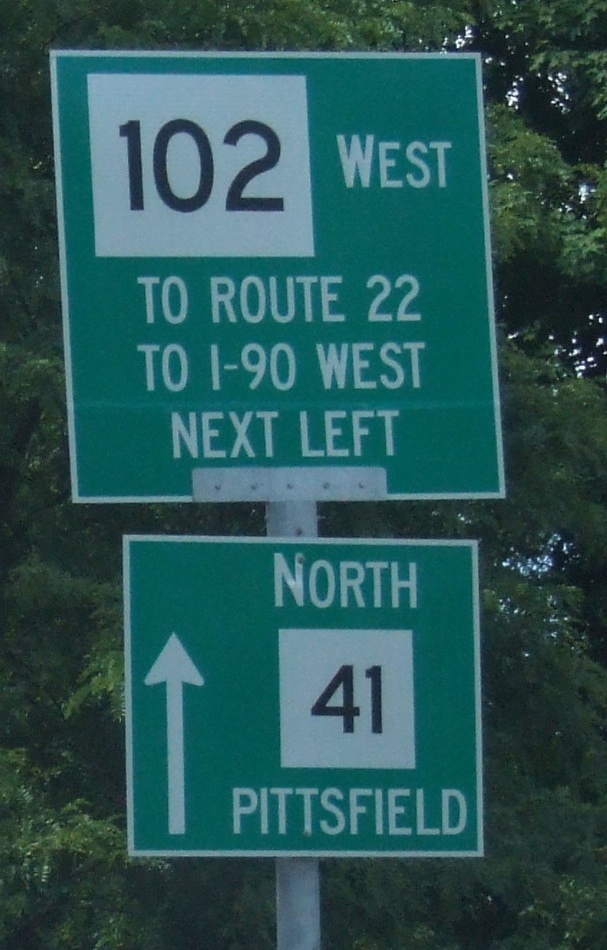 102 WEST
TO ROUTE 22
TO I-90 WEST
NEXT LEFT
NORTH
41
PITTSFIELD